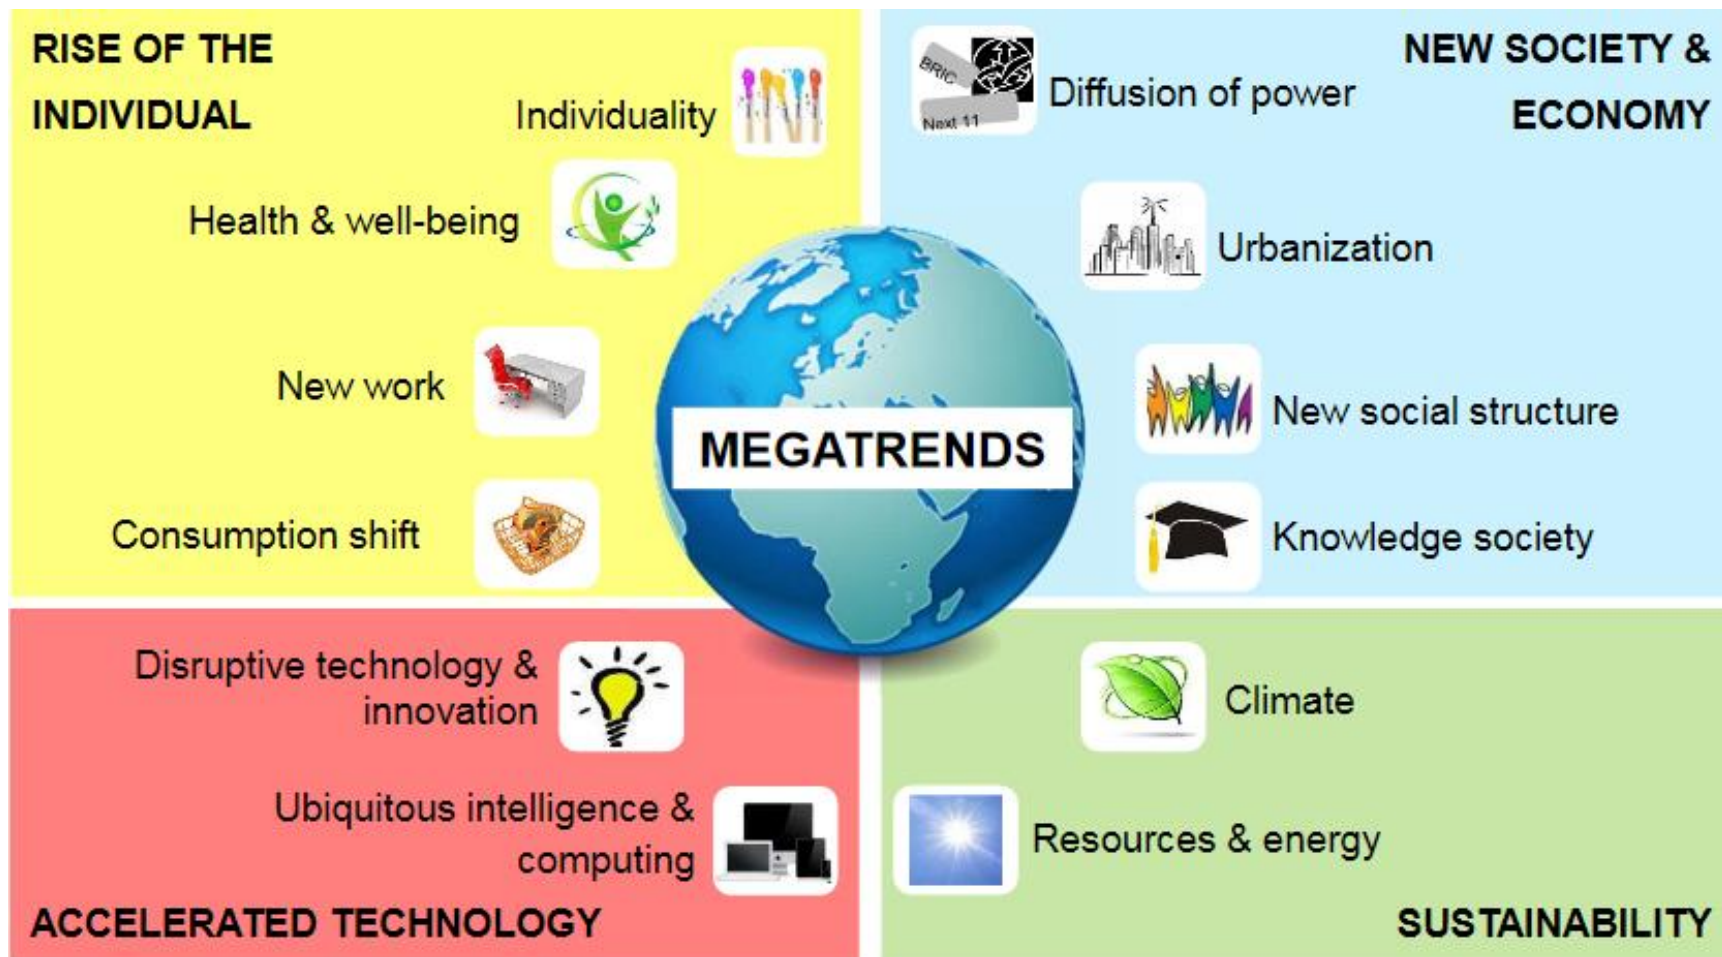 RISE OF THE
INDIVIDUAL
Individuality
Health & well-being
New work
Consumption shift
NEW SOCIETY &
ECONOMY
BRIC
Next 11
Diffusion of power
Urbanization
New social structure
Knowledge society
MEGATRENDS
Disruptive technology &
innovation
Ubiquitous intelligence &
computing
ACCELERATED TECHNOLOGY
Climate
Resources & energy
SUSTAINABILITY